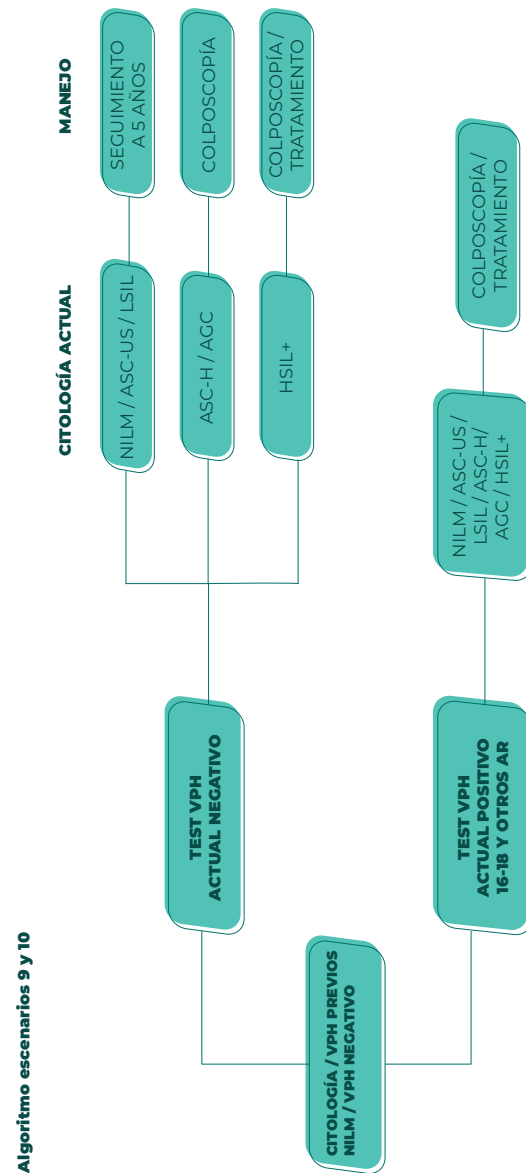 Algoritmo escenarios 9 y 10
CITOLOGÍA / VPH PREVIOS
NILM / VPH NEGATIVO
TEST VPH
ACTUAL NEGATIVO
TEST VPH
ACTUAL POSITIVO
16-18 Y OTROS AR
CITOLOGÍA ACTUAL
NILM / ASC-US / LSIL
ASC-H / AGC
HSIL+
NILM / ASC-US /
LSIL / ASC-H/
AGC / HSIL+
MANEJO
SEGUIMIENTO
A 5 AÑOS
COLPOSCOPÍA
COLPOSCOPÍA /
TRATAMIENTO
COLPOSCOPÍA /
TRATAMIENTO